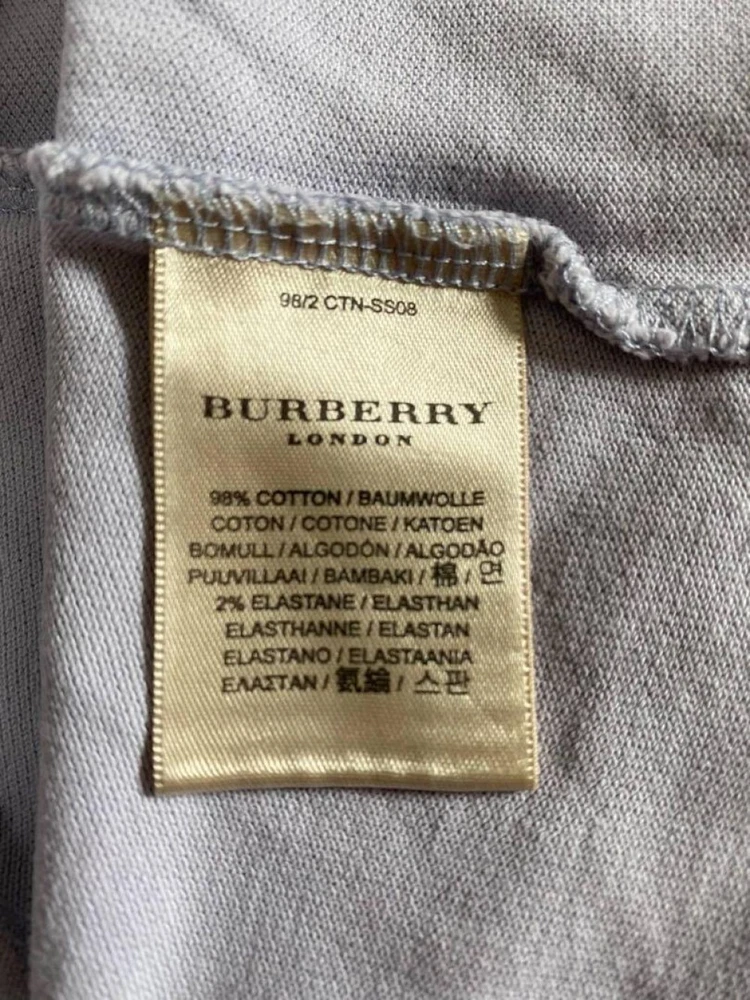 98/2 CTN-SS08
BURBERRY
LONDON
98% COTTON / BAUMWOLLE
COTON / COTONE / KATOEN
BOMULL / ALGODÓN / ALGODÃO
PUUVILLAAI / BAMBAKI / 棉 / 면
2% ELASTANE / ELASTHAN
ELASTHANNE / ELASTAN
ELASTANO / ELASTAANIA
ΕΛΑΣΤΑΝ / 氨綸 / 스판